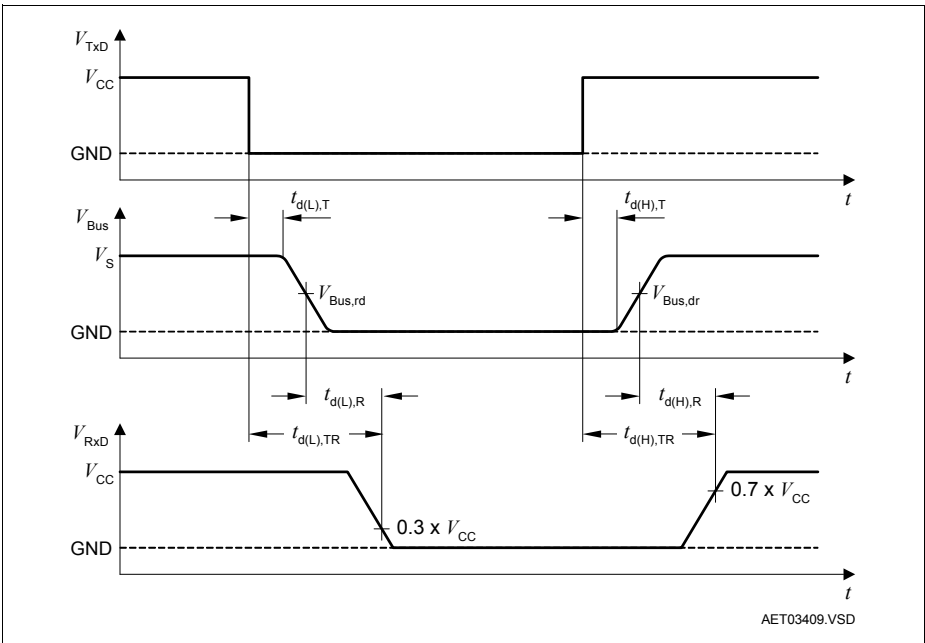 V_TxD
V_CC
GND
t
t_d(L),T
t_d(H),T
V_Bus
V_S
V_Bus,rd
V_Bus,dr
GND
t
t_d(L),R
t_d(H),R
t_d(L),TR
t_d(H),TR
V_RxD
V_CC
0.7 x V_CC
0.3 x V_CC
GND
t
AET03409.VSD